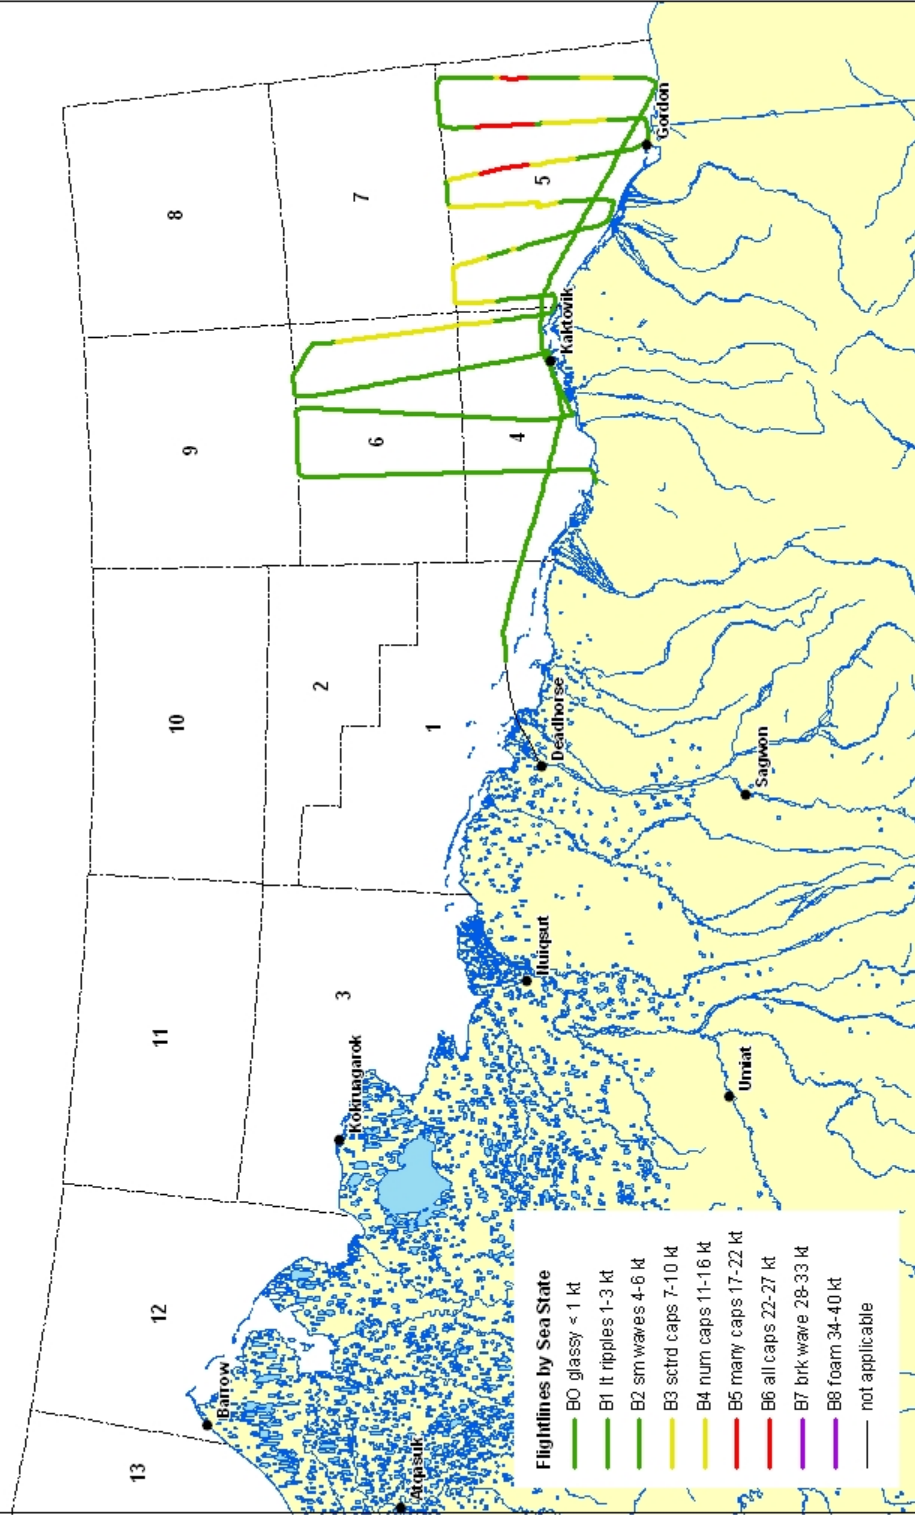 13
12
11
10
9
8
3
2
1
6
7
4
5
Barrow
Atqasuk
Kokruagarok
Nuiqsut
Umiat
Deadhorse
Sagwon
Kaktovik
Gordon
Flightlines by Sea State
B0 glassy < 1 kt
B1 lt ripples 1-3 kt
B2 sm waves 4-6 kt
B3 sctrd caps 7-10 kt
B4 num caps 11-16 kt
B5 many caps 17-22 kt
B6 all caps 22-27 kt
B7 brk wave 28-33 kt
B8 foam 34-40 kt
not applicable